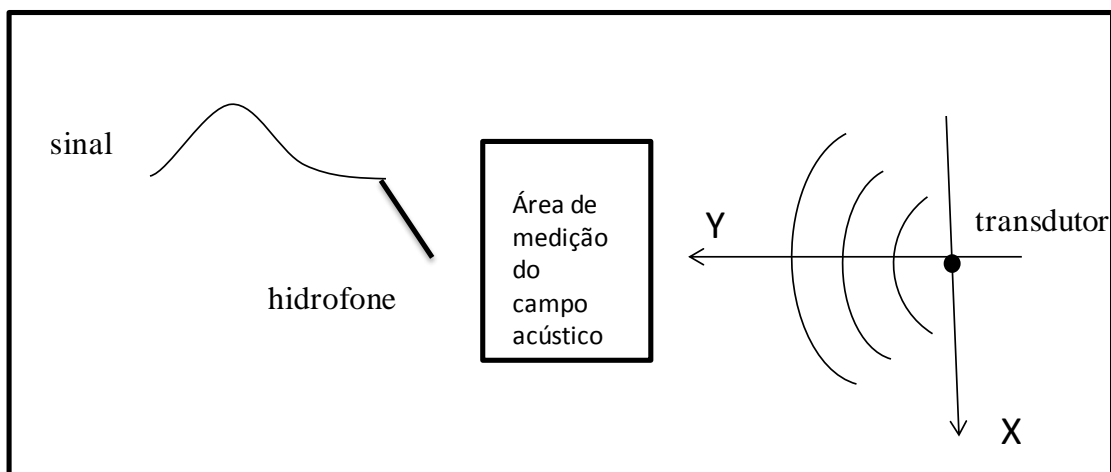 sinal
hidrofone
Área de
medição
do
campo
acústico
Y
transdutor
X